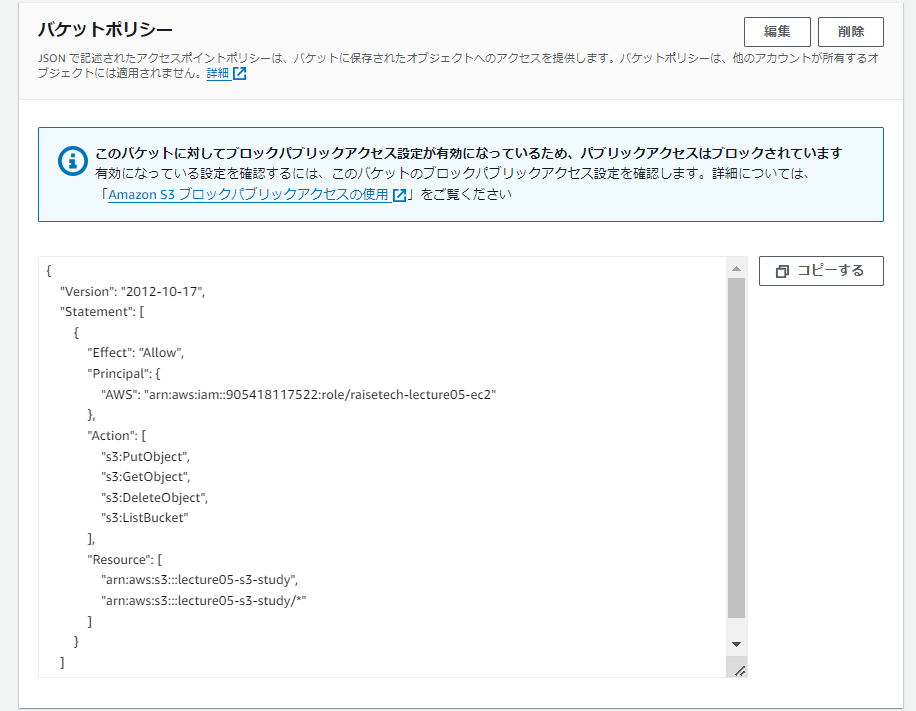 バケットポリシー
編集
削除
JSON で記述されたアクセスポイントポリシーは、バケットに保存されたオブジェクトへのアクセスを提供します。バケットポリシーは、他のアカウントが所有するオ
ブジェクトには適用されません。詳細
このバケットに対してブロックパブリックアクセス設定が有効になっているため、パブリックアクセスはブロックされています
有効になっている設定を確認するには、このバケットのブロックパブリックアクセス設定を確認します。詳細については、
「Amazon S3 ブロックパブリックアクセスの使用」をご覧ください
コピーする
{
"Version": "2012-10-17",
"Statement": [
{
"Effect": "Allow",
"Principal": {
"AWS": "arn:aws:iam::905418117522:role/raisetech-lecture05-ec2"
},
"Action": [
"s3:PutObject",
"s3:GetObject",
"s3:DeleteObject",
"s3:ListBucket"
],
"Resource": [
"arn:aws:s3:::lecture05-s3-study",
"arn:aws:s3:::lecture05-s3-study/*"
]
}
]